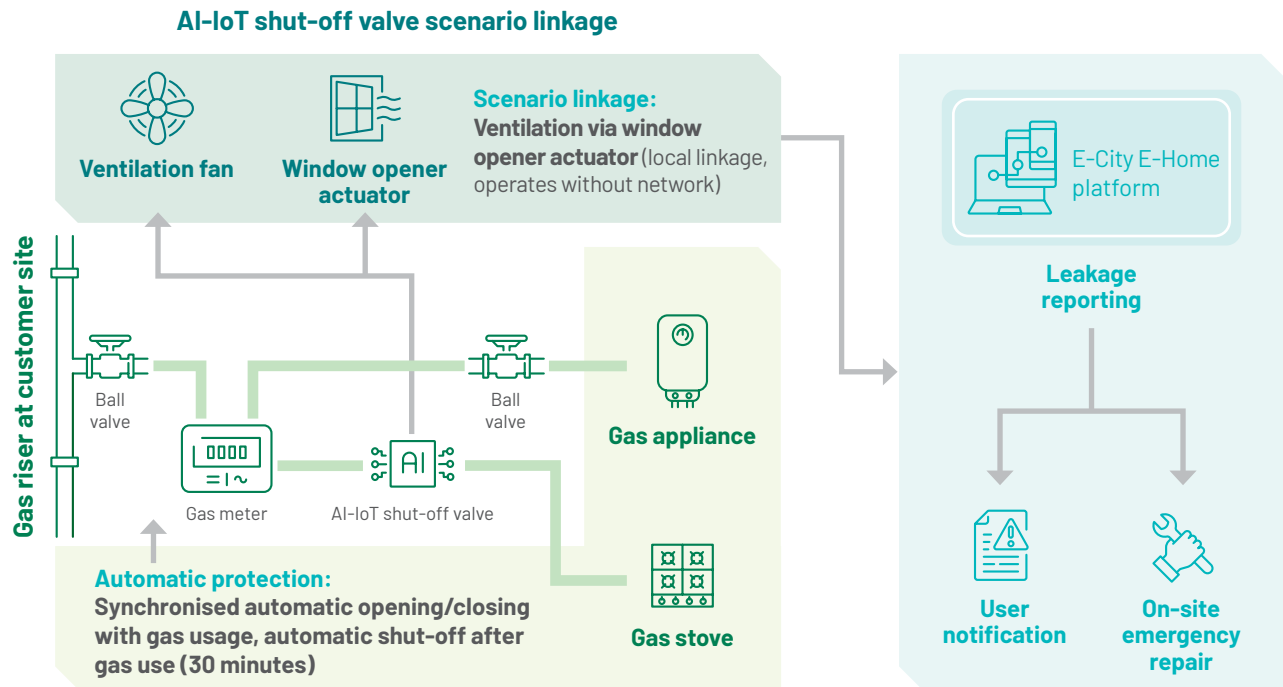 AI-IoT shut-off valve scenario linkage
Ventilation fan
Window opener
actuator
Scenario linkage:
Ventilation via window
opener actuator (local linkage,
operates without network)
E-City E-Home
platform
Leakage
reporting
User
notification
On-site
emergency
repair
Gas riser at customer site
Ball
valve
Ball
valve
Gas appliance
0000
AI
Gas meter
AI-IoT shut-off valve
Gas stove
Automatic protection:
Synchronised automatic opening/closing
with gas usage, automatic shut-off after
gas use (30 minutes)